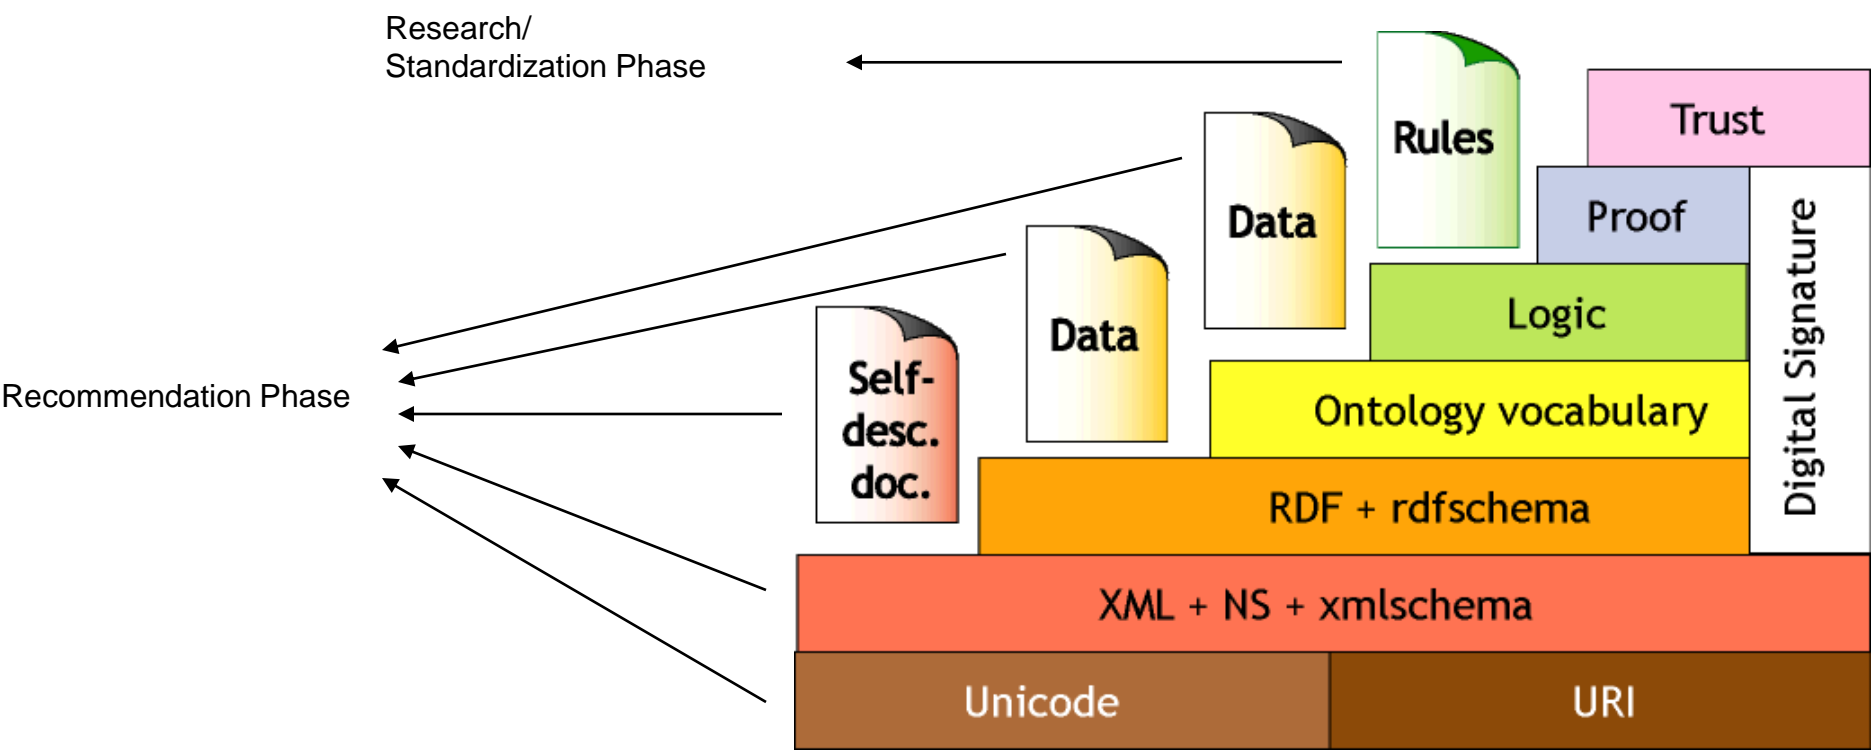 Research/
Standardization Phase
Rules
Trust
Data
Proof
Data
Logic
Self-
desc.
doc.
Digital Signature
Recommendation Phase
Ontology vocabulary
RDF + rdfschema
XML + NS + xmlschema
Unicode
URI